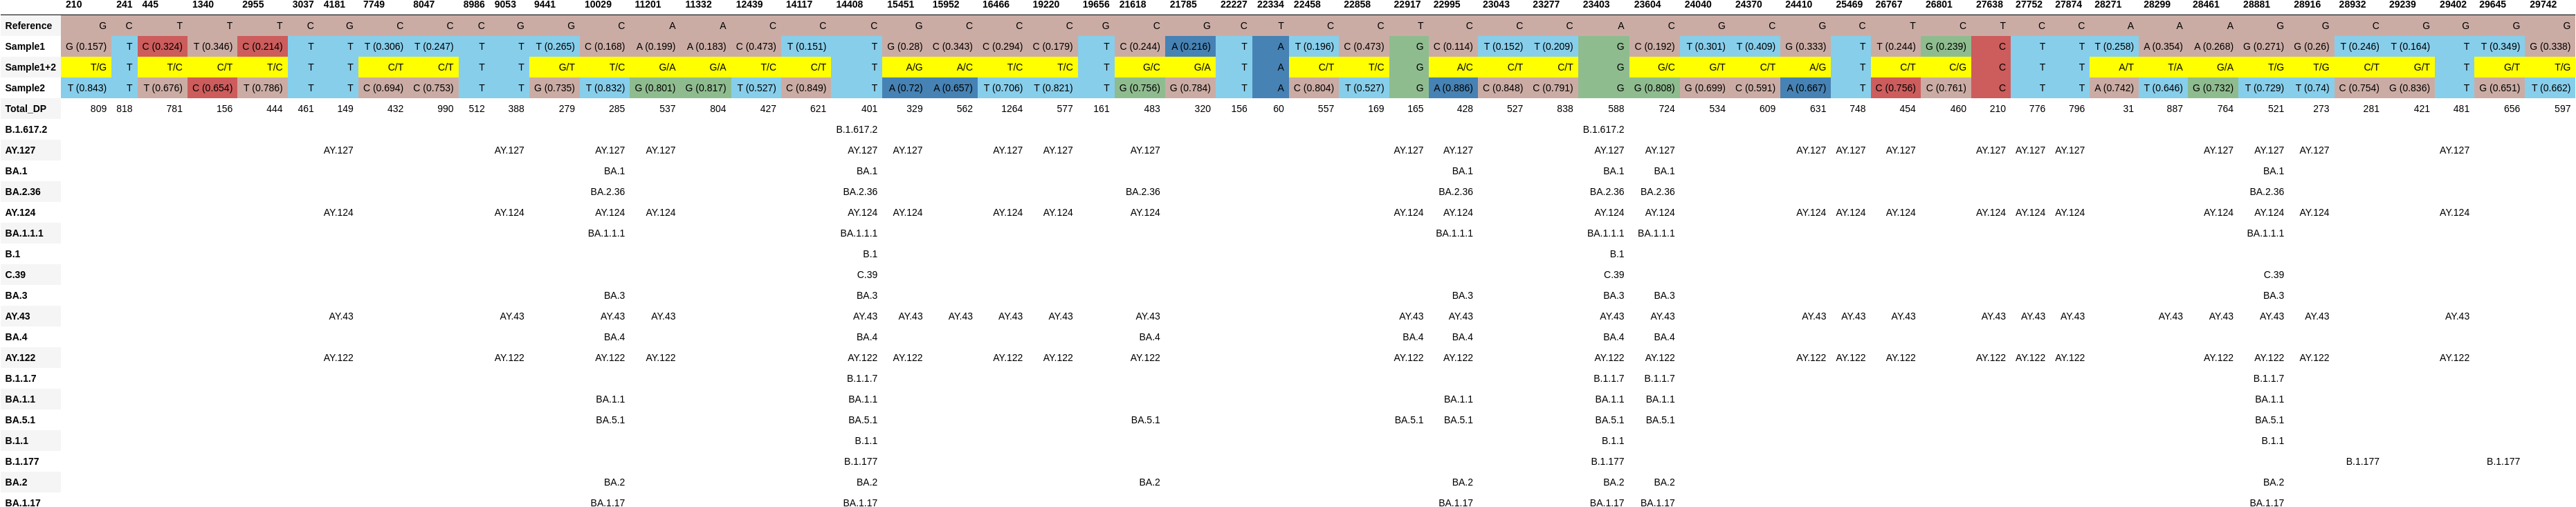 210 241 445 1340 2955 3037 4181 7749 8047 8986 9053 9441 10029 11201 11332 12439 14117 14408 15451 15952 16466 19220 19656 21618 21785 22227 22334 22458 22858 22917 22995 23043 23277 23403 23604 24040 24370 24410 25469 26767 26801 27638 27752 27874 28271 28299 28461 28881 28916 28932 29239 29402 29645 29742
Reference G C T T T C G C C C G G C A A C C C G C C C C C G C T C C T C C C A C G C G C T C T C C A A A G G C G G G G
Sample1 G (0.157) T C (0.324) T (0.346) C (0.214) T T T (0.306) T (0.247) T T T (0.265) C (0.168) A (0.199) A (0.183) C (0.473) T (0.151) T G (0.28) C (0.343) C (0.294) C (0.179) T C (0.244) A (0.216) T A T (0.196) C (0.473) G C (0.114) T (0.152) T (0.209) G C (0.192) T (0.301) T (0.409) G (0.333) T T (0.244) G (0.239) C T T T (0.258) A (0.354) A (0.268) G (0.271) G (0.26) T (0.246) T (0.164) T T (0.349) G (0.338)
Sample1+2 T/G T T/C C/T T/C T T C/T C/T T T G/T T/C G/A G/A T/C C/T T A/G A/C T/C T/C T G/C G/A T A C/T T/C G A/C C/T C/T G G/C G/T C/T A/G T C/T C/G C T T A/T T/A G/A T/G T/G C/T G/T T G/T T/G
Sample2 T (0.843) T T (0.676) C (0.654) T (0.786) T T C (0.694) C (0.753) T T G (0.735) T (0.832) G (0.801) G (0.817) T (0.527) C (0.849) T A (0.72) A (0.657) T (0.706) T (0.821) T G (0.756) G (0.784) T A C (0.804) T (0.527) G A (0.886) C (0.848) C (0.791) G G (0.808) G (0.699) C (0.591) A (0.667) T C (0.756) C (0.761) C T T A (0.742) T (0.646) G (0.732) T (0.729) T (0.74) C (0.754) G (0.836) T G (0.651) T (0.662)
Total_DP 809 818 781 156 444 461 149 432 990 512 388 279 285 537 804 427 621 401 329 562 1264 577 161 483 320 156 60 557 169 165 428 527 838 588 724 534 609 631 748 454 460 210 776 796 31 887 764 521 273 281 421 481 656 597
B.1.617.2 B.1.617.2 B.1.617.2
AY.127 AY.127 AY.127 AY.127 AY.127 AY.127 AY.127 AY.127 AY.127 AY.127 AY.127 AY.127 AY.127 AY.127 AY.127 AY.127 AY.127 AY.127 AY.127 AY.127 AY.127 AY.127 AY.127 AY.127
BA.1 BA.1 BA.1 BA.1 BA.1 BA.1 BA.1
BA.2.36 BA.2.36 BA.2.36 BA.2.36 BA.2.36 BA.2.36 BA.2.36 BA.2.36
AY.124 AY.124 AY.124 AY.124 AY.124 AY.124 AY.124 AY.124 AY.124 AY.124 AY.124 AY.124 AY.124 AY.124 AY.124 AY.124 AY.124 AY.124 AY.124 AY.124 AY.124 AY.124 AY.124 AY.124
BA.1.1.1 BA.1.1.1 BA.1.1.1 BA.1.1.1 BA.1.1.1 BA.1.1.1 BA.1.1.1
B.1 B.1 B.1
C.39 C.39 C.39 C.39
BA.3 BA.3 BA.3 BA.3 BA.3 BA.3 BA.3
AY.43 AY.43 AY.43 AY.43 AY.43 AY.43 AY.43 AY.43 AY.43 AY.43 AY.43 AY.43 AY.43 AY.43 AY.43 AY.43 AY.43 AY.43 AY.43 AY.43 AY.43 AY.43 AY.43 AY.43 AY.43 AY.43
BA.4 BA.4 BA.4 BA.4 BA.4 BA.4 BA.4 BA.4 BA.4
AY.122 AY.122 AY.122 AY.122 AY.122 AY.122 AY.122 AY.122 AY.122 AY.122 AY.122 AY.122 AY.122 AY.122 AY.122 AY.122 AY.122 AY.122 AY.122 AY.122 AY.122 AY.122 AY.122 AY.122
B.1.1.7 B.1.1.7 B.1.1.7 B.1.1.7 B.1.1.7
BA.1.1 BA.1.1 BA.1.1 BA.1.1 BA.1.1 BA.1.1 BA.1.1
BA.5.1 BA.5.1 BA.5.1 BA.5.1 BA.5.1 BA.5.1 BA.5.1 BA.5.1 BA.5.1
B.1.1 B.1.1 B.1.1 B.1.1
B.1.177 B.1.177 B.1.177 B.1.177 B.1.177
BA.2 BA.2 BA.2 BA.2 BA.2 BA.2 BA.2 BA.2
BA.1.17 BA.1.17 BA.1.17 BA.1.17 BA.1.17 BA.1.17 BA.1.17